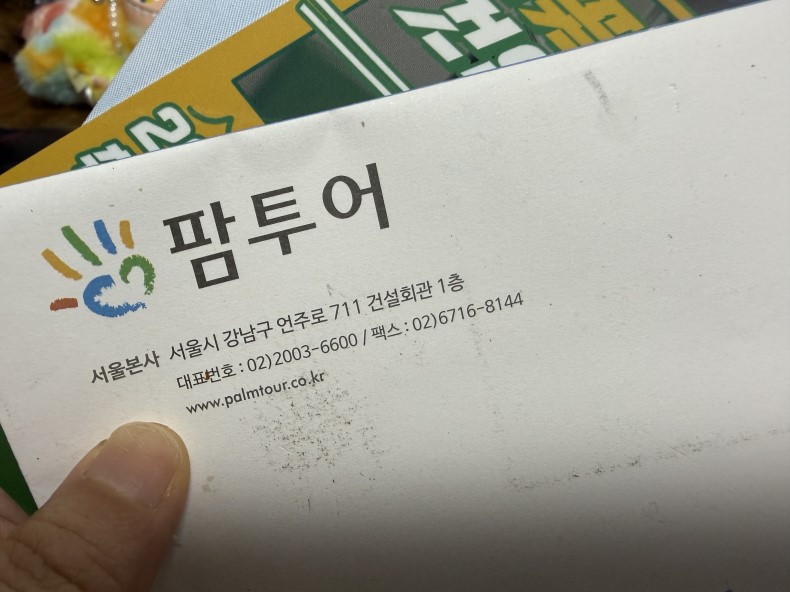 팜투어
서울본사 서울시 강남구 언주로 711 건설회관 1층
대표번호 : 02)2003-6600 / 팩스 : 02)6716-8144
www.palmtour.co.kr